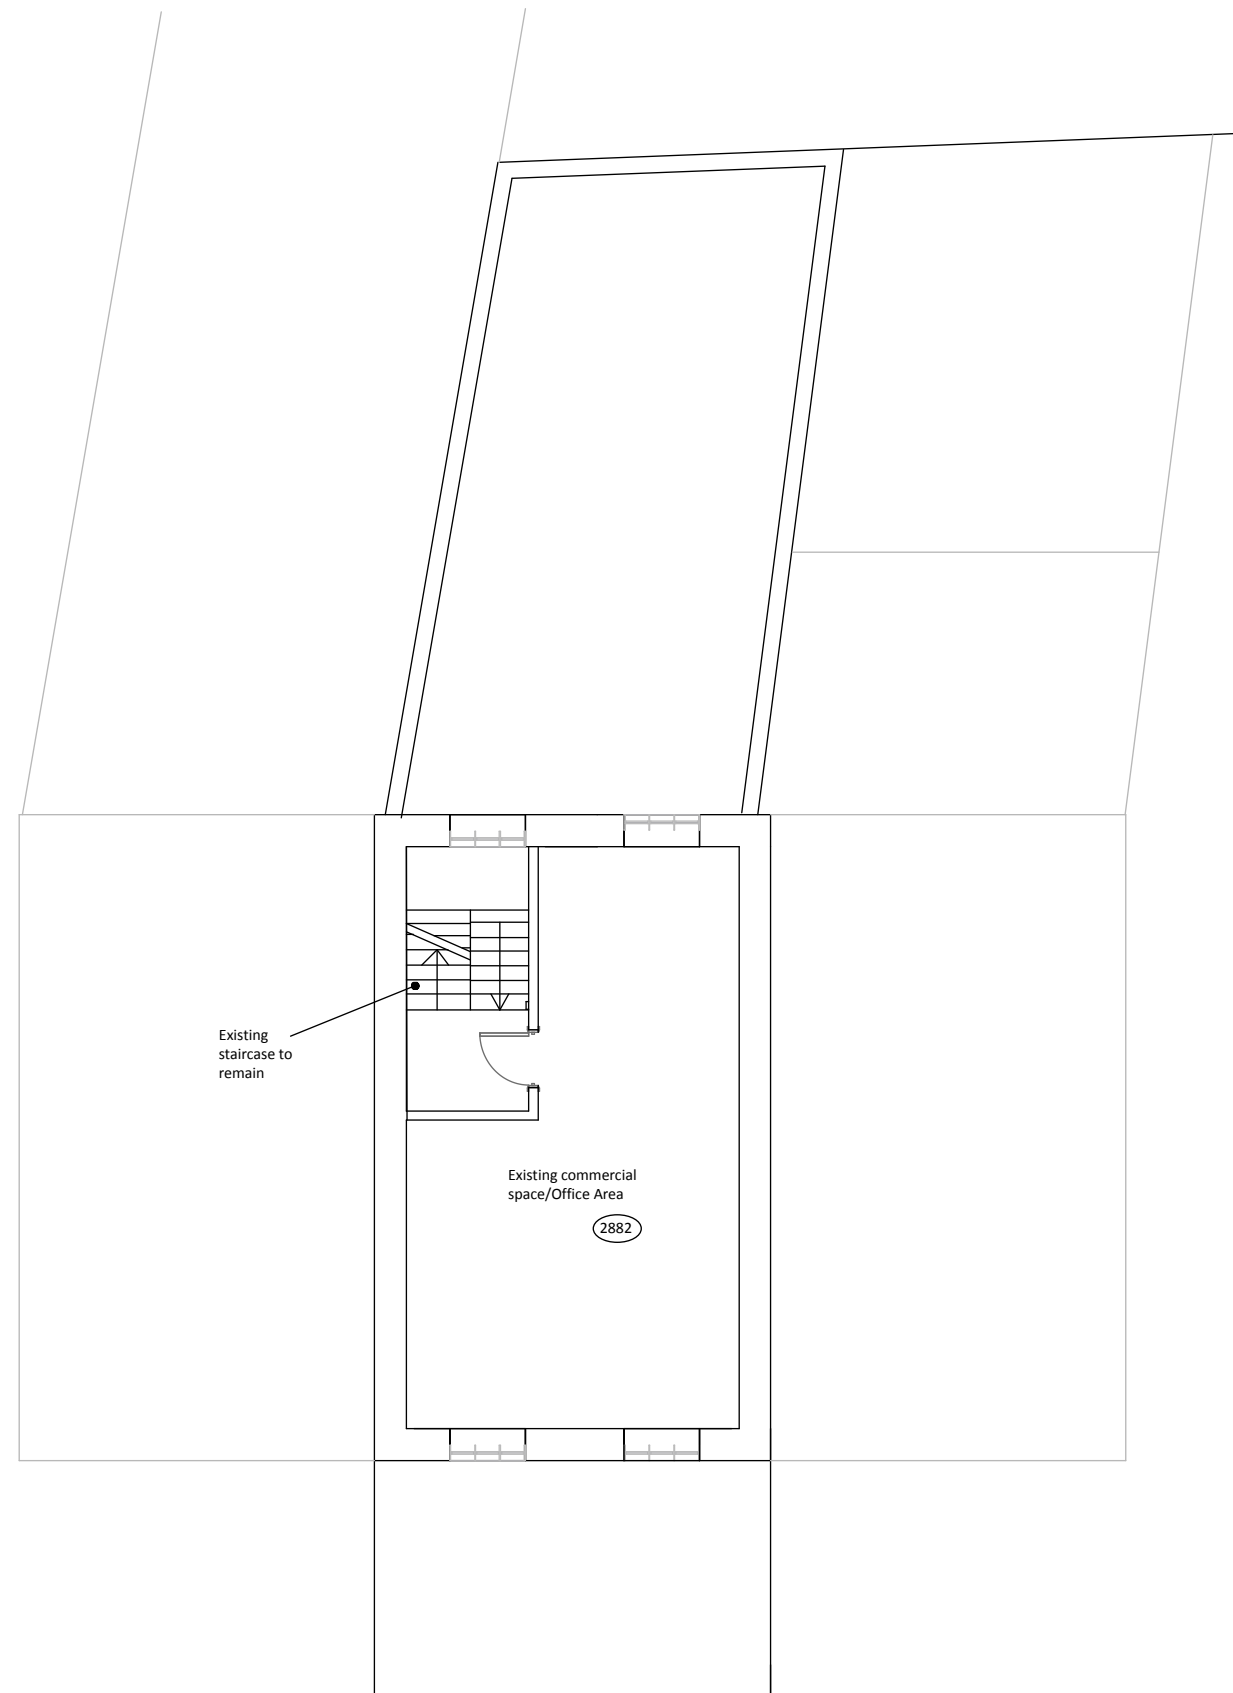 Existing
staircase to
remain
Existing commercial
space/Office Area
2882